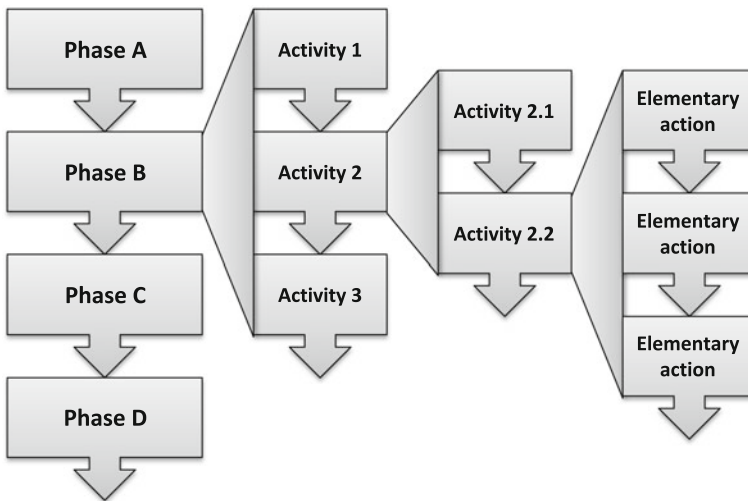 Phase A
Phase B
Phase C
Phase D
Activity 1
Activity 2
Activity 3
Activity 2.1
Activity 2.2
Elementary
action
Elementary
action
Elementary
action